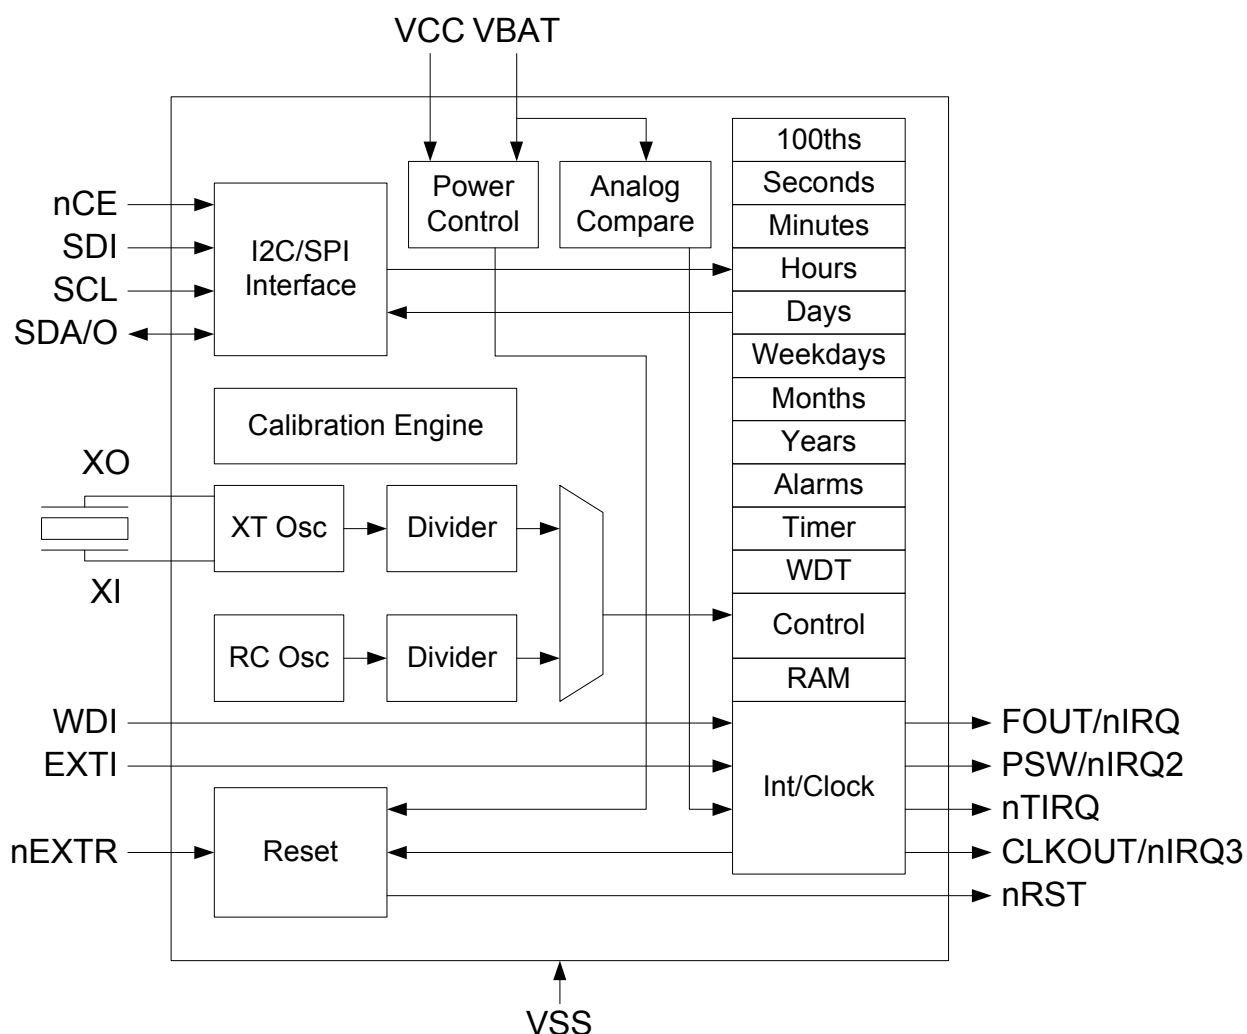 VCC VBAT
100ths
Seconds
Minutes
Hours
Days
Weekdays
Months
Years
Alarms
Timer
WDT
Control
RAM
Int/Clock
Power
Control
Analog
Compare
nCE
SDI
SCL
SDA/O
I2C/SPI
Interface
Calibration Engine
XO
XI
XT Osc
Divider
RC Osc
Divider
WDI
EXTI
nEXTR
Reset
FOUT/nIRQ
PSW/nIRQ2
nTIRQ
CLKOUT/nIRQ3
nRST
VSS